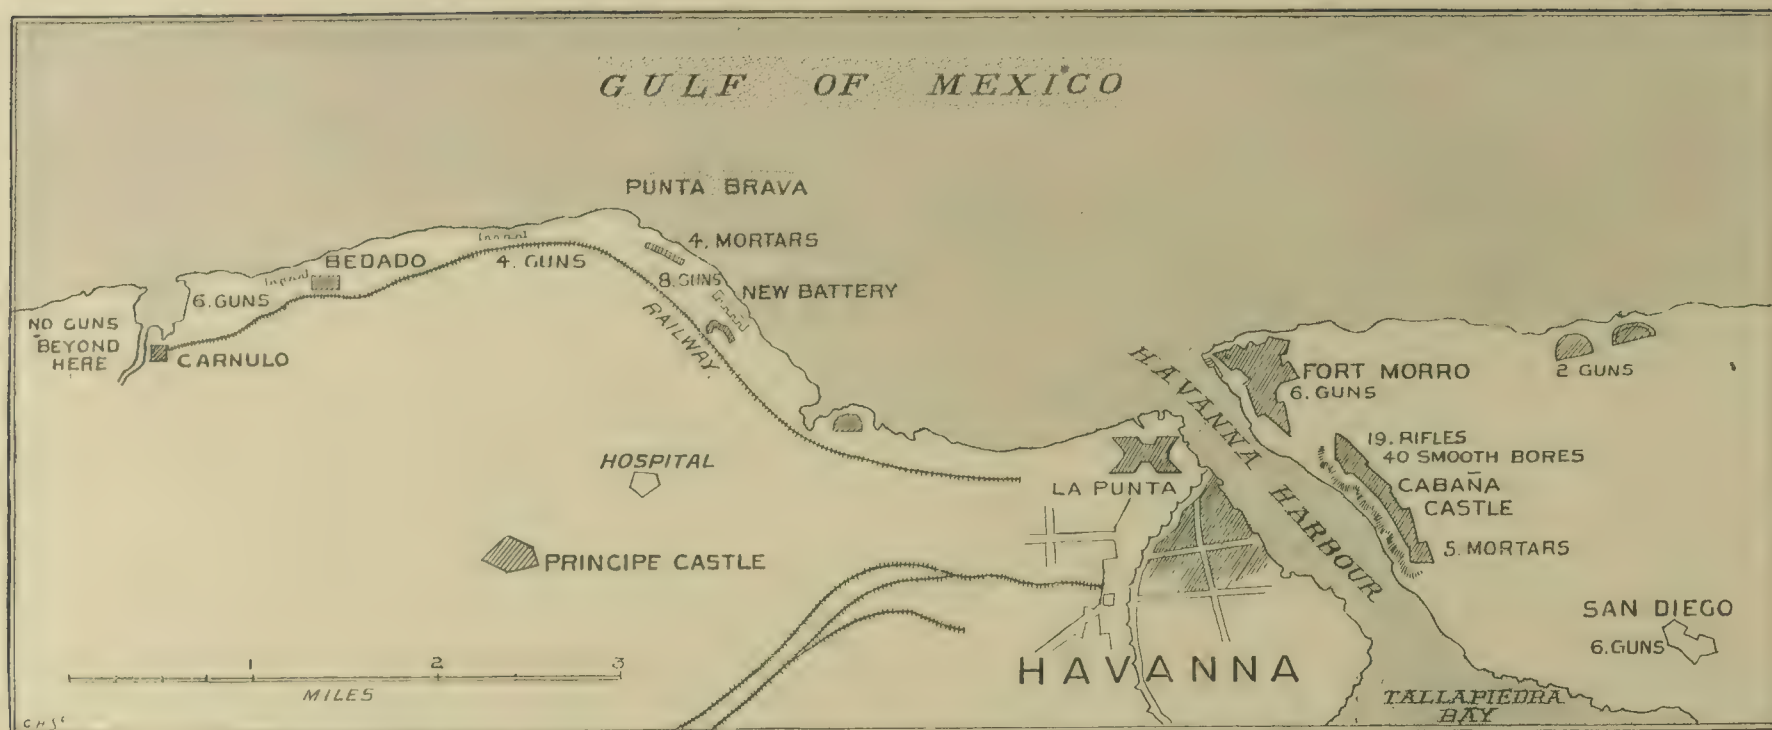 GULF OF MEXICO
PUNTA BRAVA
4. MORTARS
BEDADO
4. GUNS
8. GUNS
NEW BATTERY
6. GUNS
RAILWAY.
NO GUNS
BEYOND
HERE
CARNULO
HAVANNA HARBOUR
FORT MORRO
6. GUNS
2 GUNS
19. RIFLES
40 SMOOTH BORES
CABAÑA
CASTLE
5. MORTARS
HOSPITAL
LA PUNTA
PRINCIPE CASTLE
SAN DIEGO
6. GUNS
HAVANNA
1 2 3
MILES
TALLAPIEDRA
BAY